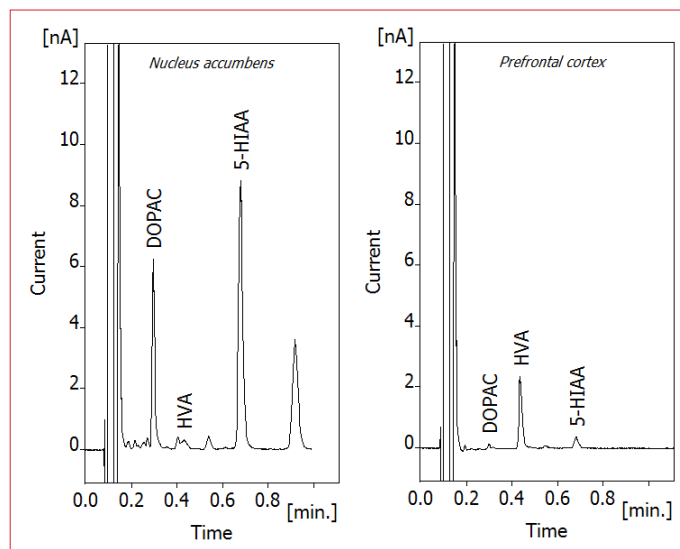 [nA]
Nucleus accumbens
12
10
8
6
4
2
0
Current
DOPAC
HVA
5-HIAA
0.0 0.2 0.4 0.6 0.8
[min.]
Time
[nA]
Prefrontal cortex
12
10
8
6
4
2
0
Current
DOPAC
HVA
5-HIAA
0.0 0.2 0.4 0.6 0.8
[min.]
Time